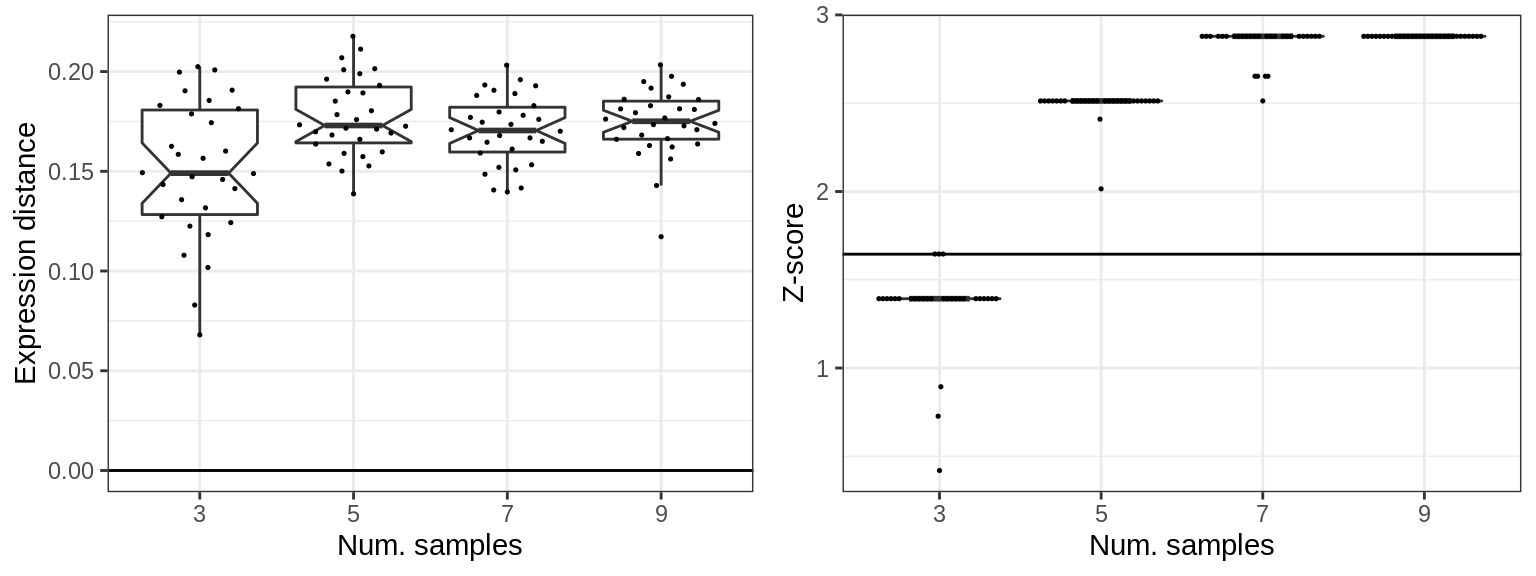 Expression distance
0.20
0.15
0.10
0.05
0.00
3 5 7 9
Num. samples
Z-score
3
2
1
3 5 7 9
Num. samples